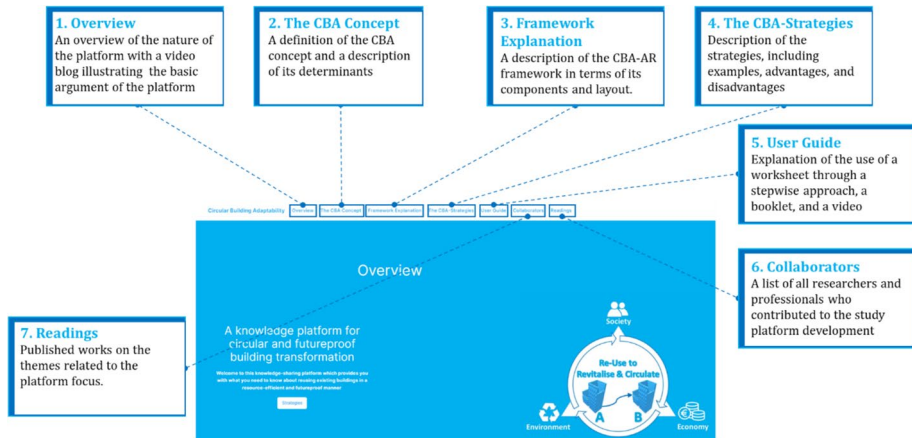 1. Overview
An overview of the nature of
the platform with a video
blog illustrating the basic
argument of the platform
2. The CBA Concept
A definition of the CBA
concept and a description
of its determinants
3. Framework
Explanation
A description of the CBA-AR
framework in terms of its
components and layout.
4. The CBA-Strategies
Description of the
strategies, including
examples, advantages, and
disadvantages
5. User Guide
Explanation of the use of a
worksheet through a
stepwise approach, a
booklet, and a video
6. Collaborators
A list of all researchers and
professionals who
contributed to the study
platform development
7. Readings
Published works on the
themes related to the
platform focus.
Circular Building Adaptability Overview The CBA Concept Framework Explanation The CBA-Strategies User Guide Collaborators Readings
Overview
A knowledge platform for
circular and futureproof
building transformation
Welcome to this knowledge-sharing platform which provides you
with what you need to know about reusing existing buildings in a
resource-efficient and futureproof manner
Strategies
Society
Re-Use to
Revitalise & Circulate
A B
Environment
Economy